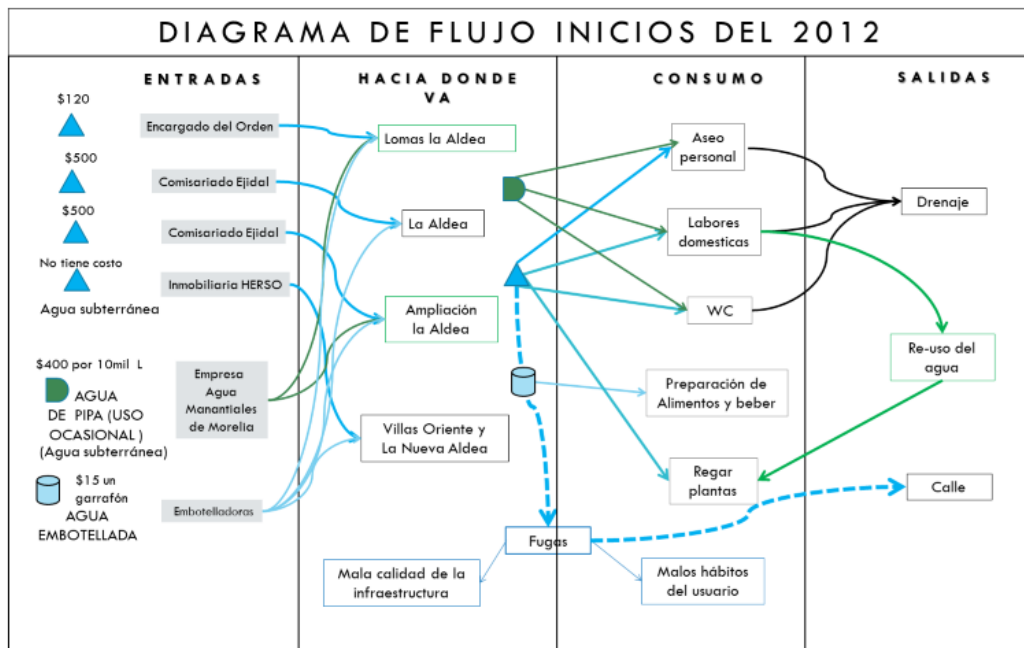 DIAGRAMA DE FLUJO INICIOS DEL 2012
ENTRADAS
$120
Encargado del Orden
$500
Comisariado Ejidal
$500
Comisariado Ejidal
No tiene costo
Inmobiliaria HERSO
Agua subterránea
$400 por 10mil L
AGUA
DE PIPA (USO
OCASIONAL )
(Agua subterránea)
Empresa
Agua
Manantiales
de Morelia
$15 un
garrafón
AGUA
EMBOTELLADA
Embotelladoras
HACIA DONDE
VA
Lomas la Aldea
La Aldea
Ampliación
la Aldea
Villas Oriente y
La Nueva Aldea
Fugas
Mala calidad de la
infraestructura
Malos hábitos
del usuario
CONSUMO
Aseo
personal
Labores
domesticas
WC
Preparación de
Alimentos y beber
Regar
plantas
SALIDAS
Drenaje
Re-uso del
agua
Calle